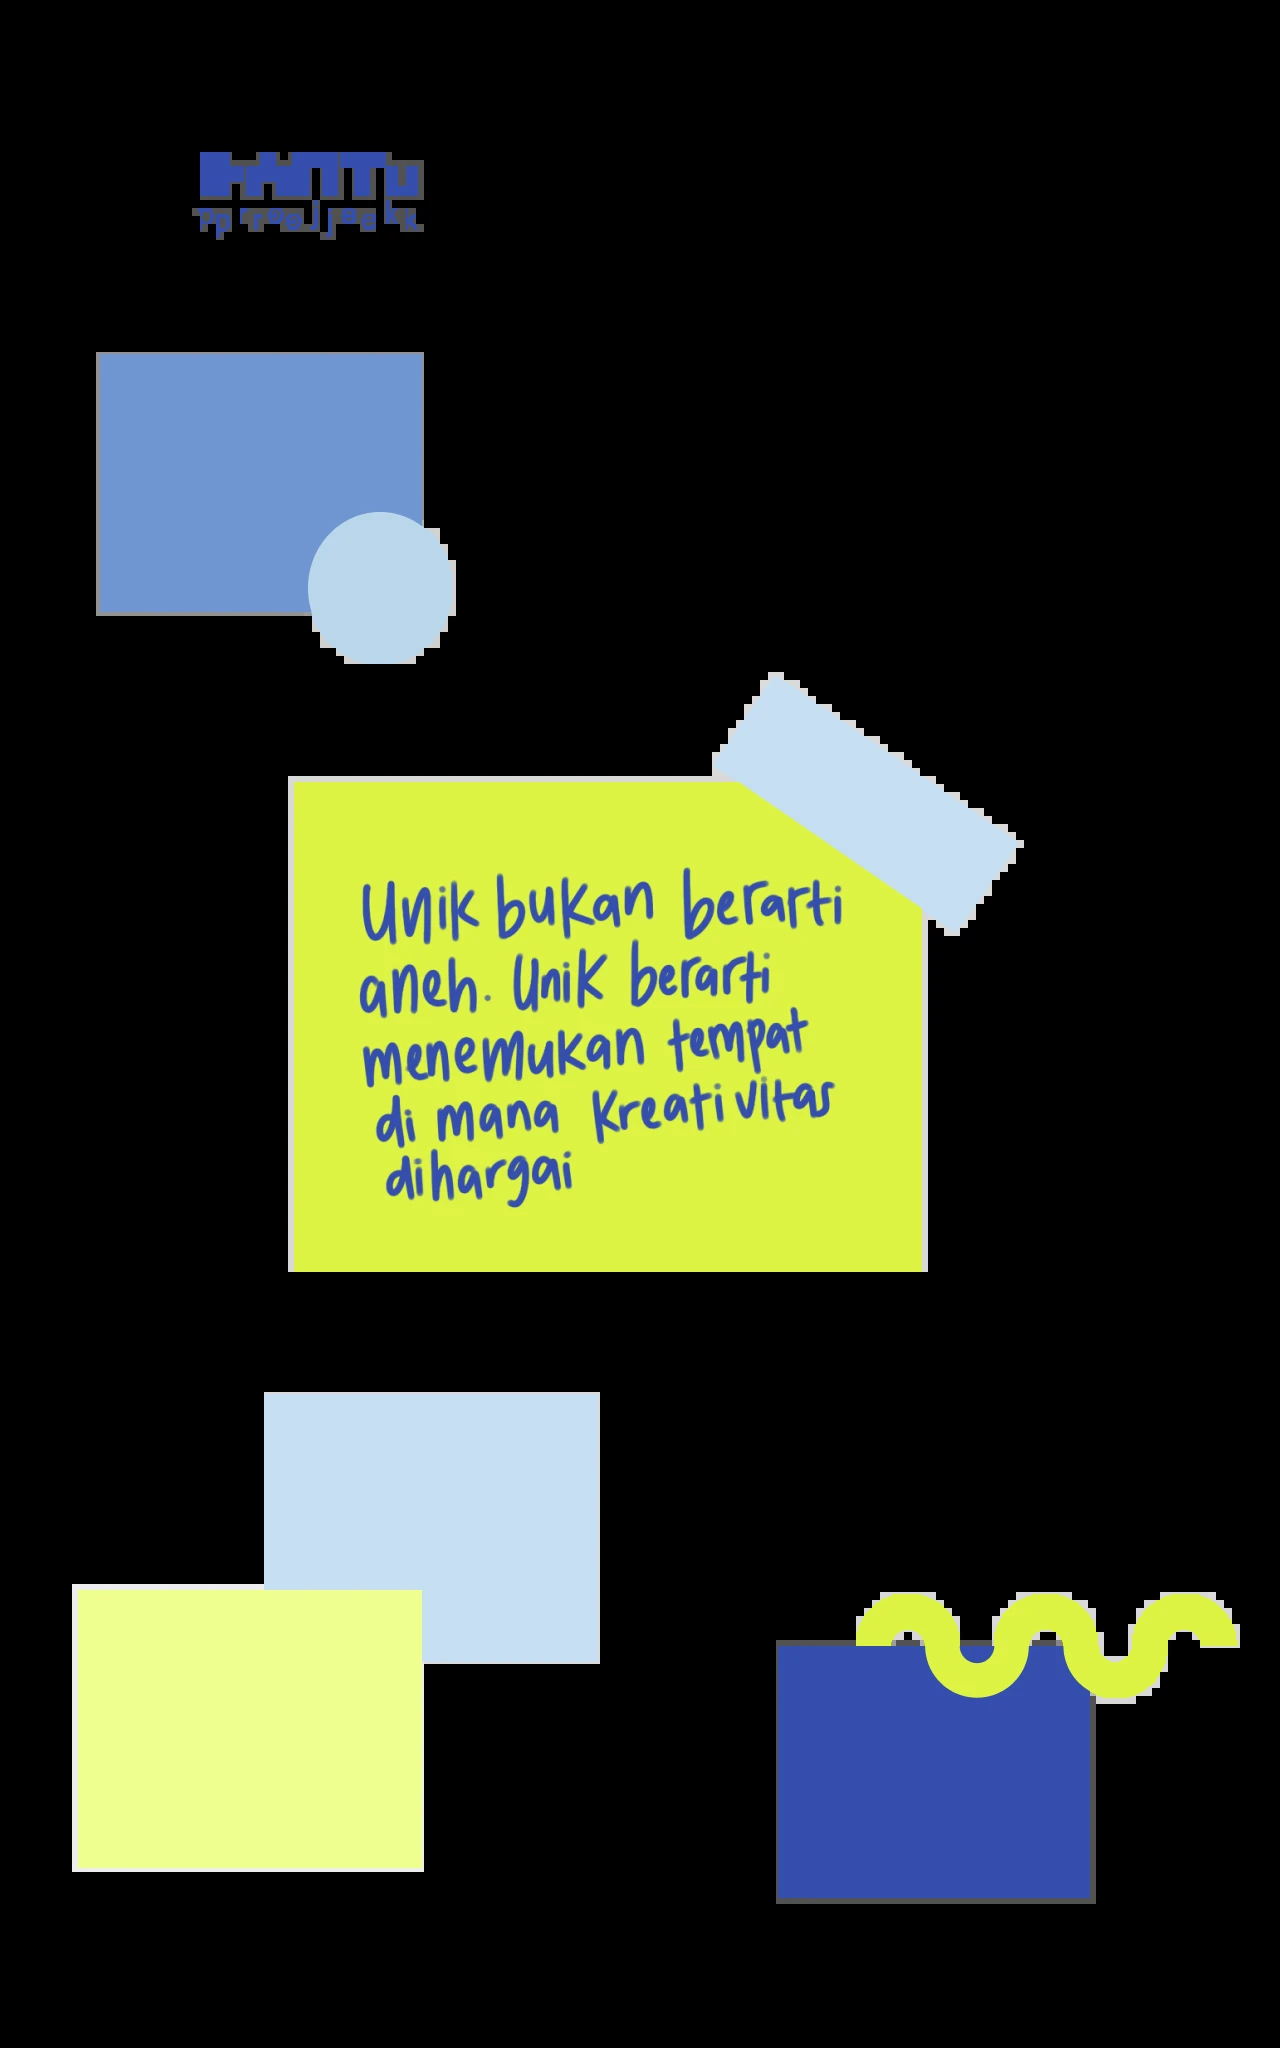 Unik bukan berarti
aneh. Unik berarti
menemukan tempat
di mana kreativitas
dihargai